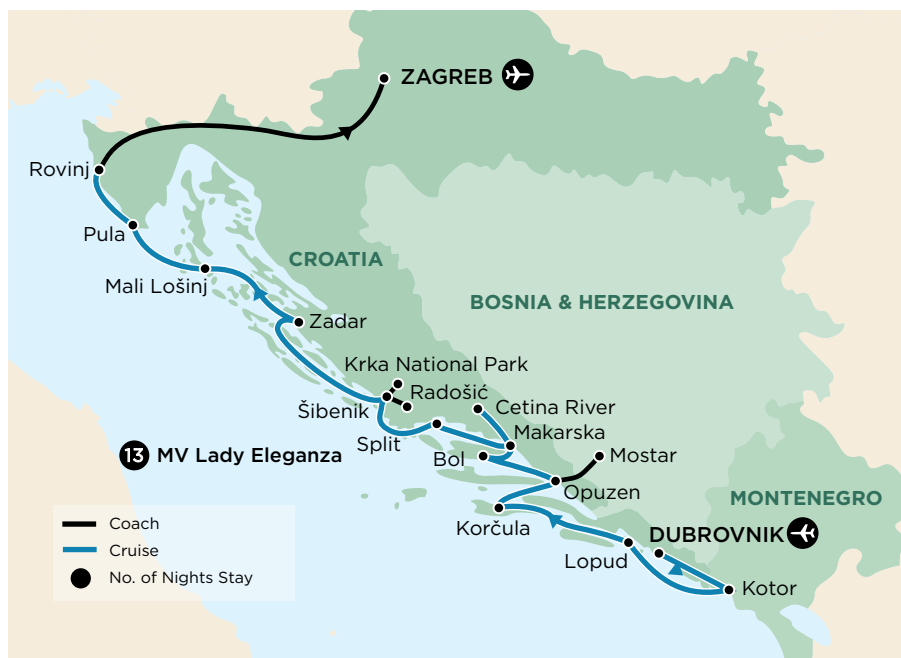 ZAGREB
Rovinj
Pula
CROATIA
Mali Lošinj
BOSNIA & HERZEGOVINA
Zadar
Krka National Park
Radošić
Šibenik
Cetina River
Split
Makarska
13 MV Lady Eleganza
Bol
Mostar
Opuzen
MONTENEGRO
Korčula
DUBROVNIK
Lopud
Kotor
Coach
Cruise
No. of Nights Stay